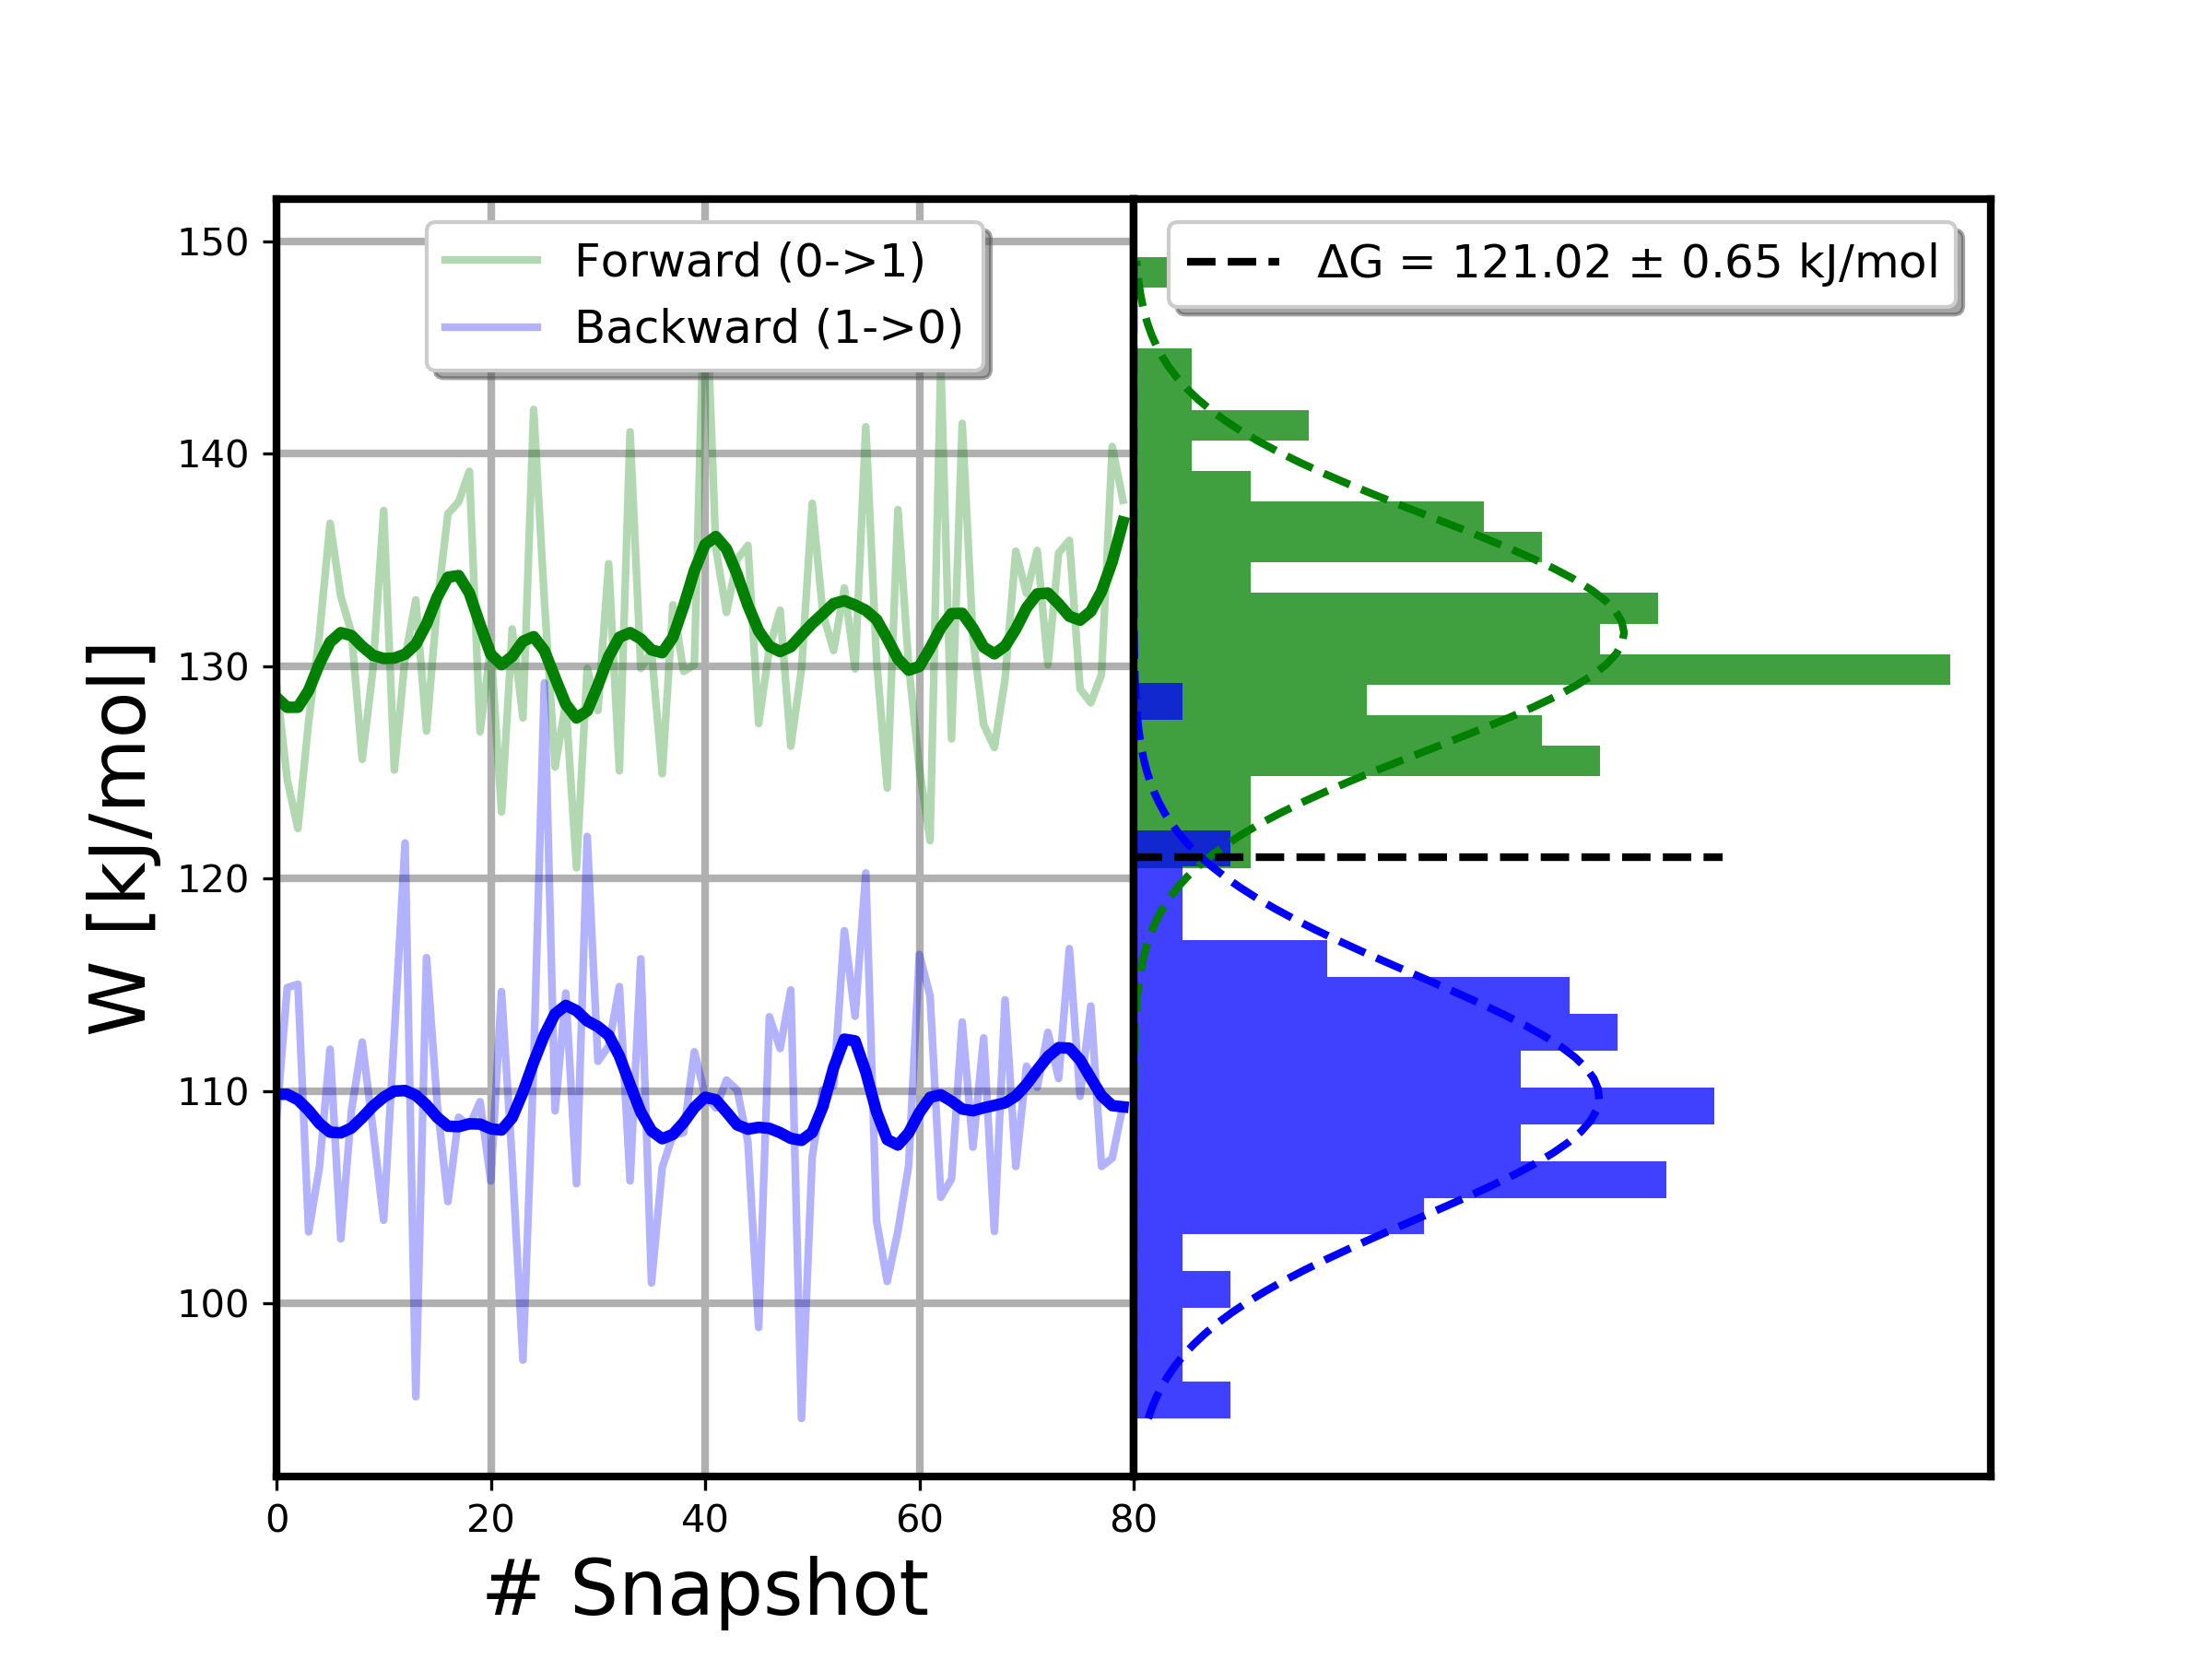 Forward (0->1)
Backward (1->0)
ΔG = 121.02 ± 0.65 kJ/mol
150
140
130
120
110
100
W [kJ/mol]
0
20
40
60
80
# Snapshot